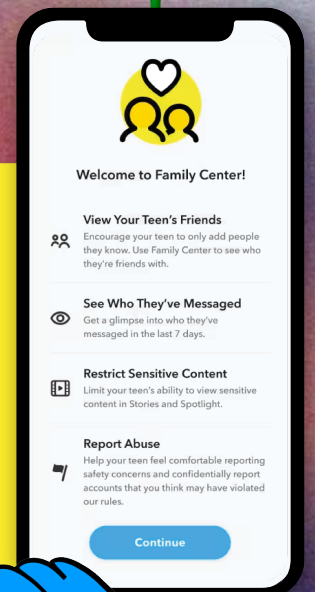 Welcome to Family Center!
View Your Teen's Friends
Encourage your teen to only add people
they know. Use Family Center to see who
they're friends with.
See Who They've Messaged
Get a glimpse into who they've
messaged in the last 7 days.
Restrict Sensitive Content
Limit your teen's ability to view sensitive
content in Stories and Spotlight.
Report Abuse
Help your teen feel comfortable reporting
safety concerns and confidentially report
accounts that you think may have violated
our rules.
Continue